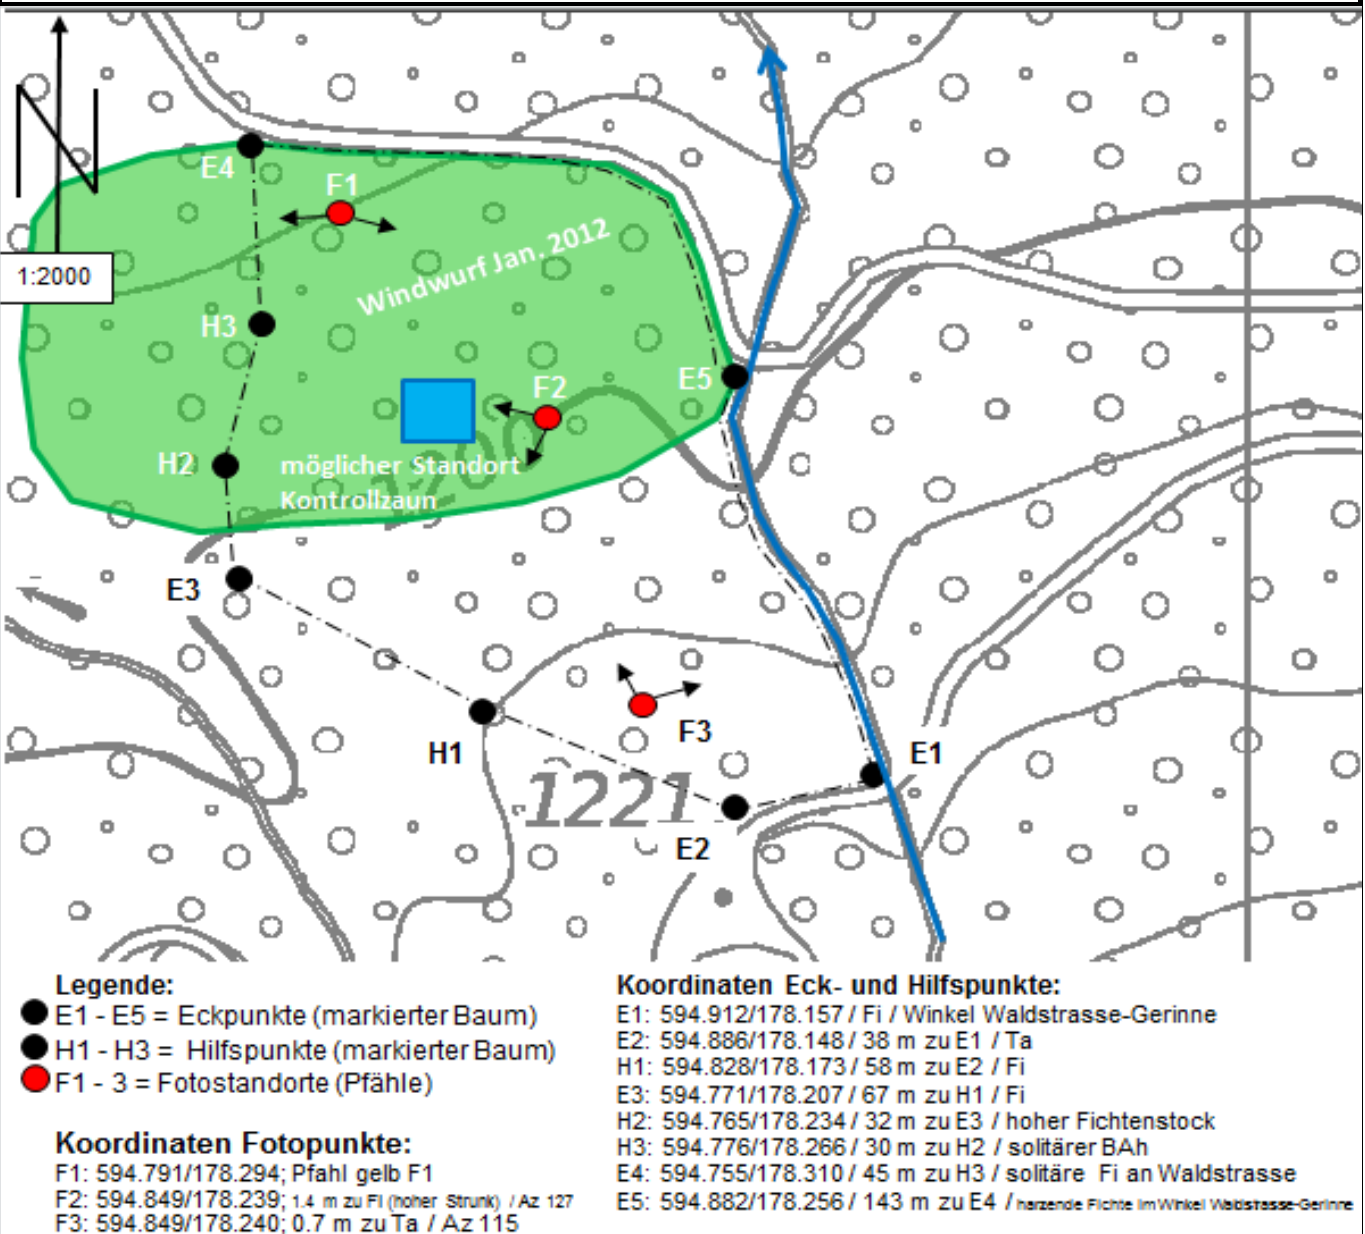 N
E4
F1
Windwurf Jan. 2012
1:2000
H3
E5
F2
H2
möglicher Standort
Kontrollzaun
1200
E3
F3
H1
E1
1221
E2
Legende:
E1 - E5 = Eckpunkte (markierter Baum)
H1 - H3 = Hilfspunkte (markierter Baum)
F1 - 3 = Fotostandorte (Pfähle)
Koordinaten Fotopunkte:
F1: 594.791/178.294; Pfahl gelb F1
F2: 594.849/178.239; 1.4 m zu Fi (hoher Strunk) / Az 127
F3: 594.849/178.240; 0.7 m zu Ta / Az 115
Koordinaten Eck- und Hilfspunkte:
E1: 594.912/178.157 / Fi / Winkel Waldstrasse-Gerinne
E2: 594.886/178.148 / 38 m zu E1 / Ta
H1: 594.828/178.173 / 58 m zu E2 / Fi
E3: 594.771/178.207 / 67 m zu H1 / Fi
H2: 594.765/178.234 / 32 m zu E3 / hoher Fichtenstock
H3: 594.776/178.266 / 30 m zu H2 / solitärer BAh
E4: 594.755/178.310 / 45 m zu H3 / solitäre Fi an Waldstrasse
E5: 594.882/178.256 / 143 m zu E4 / harzende Fichte im Winkel Waldstrasse-Gerinne